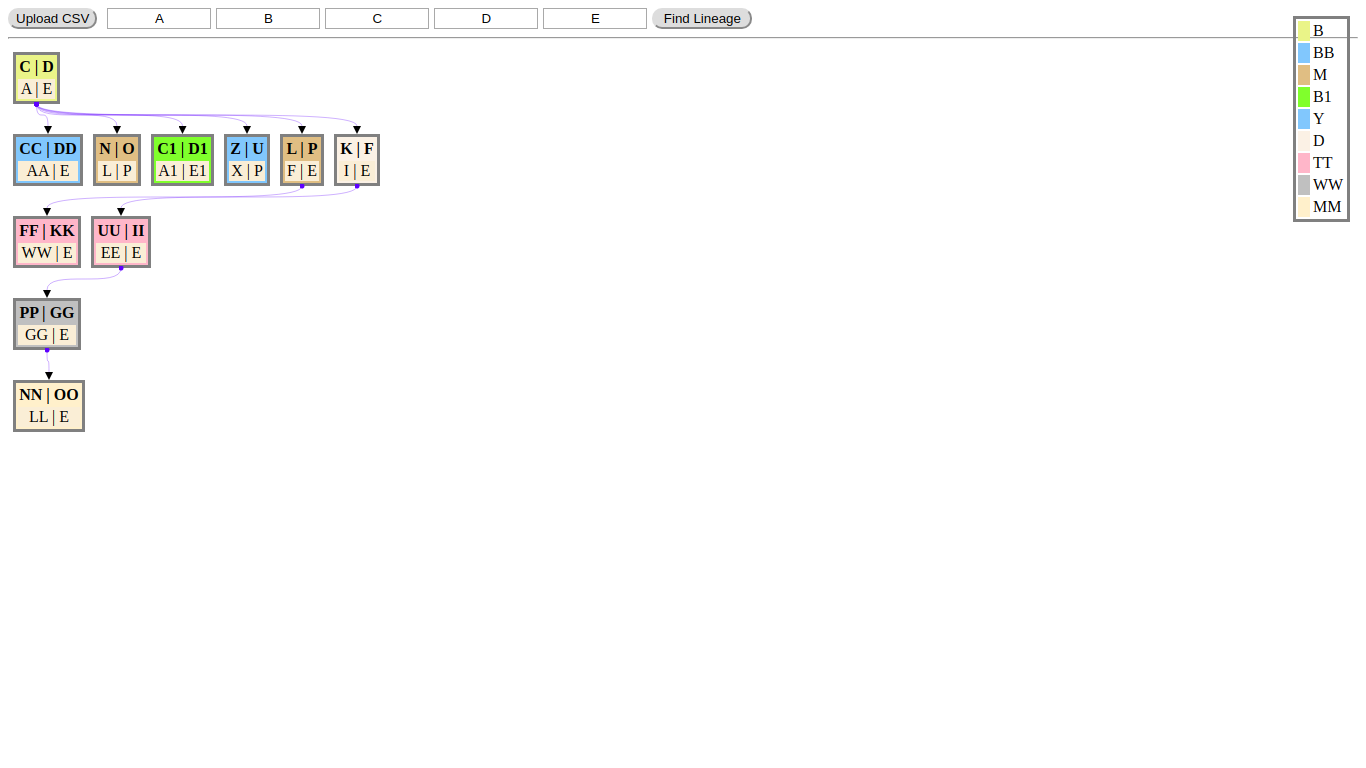 Upload CSV A B C D E Find Lineage
B
BB
M
B1
Y
D
TT
WW
MM
C | D
A | E
CC | DD N | O C1 | D1 Z | U L | P K | F
AA | E L | P A1 | E1 X | P F | E I | E
FF | KK UU | II
WW | E EE | E
PP | GG
GG | E
NN | OO
LL | E